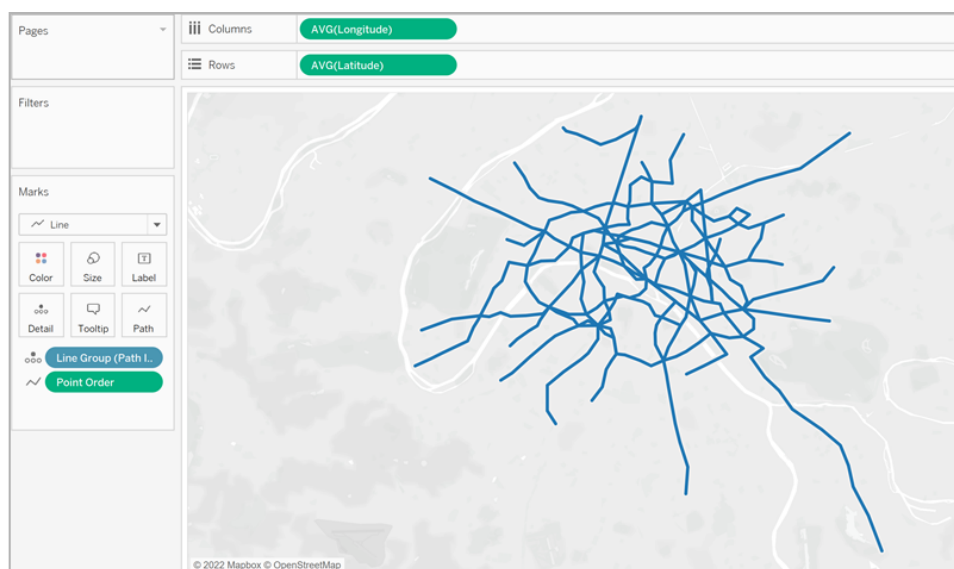 Pages
Columns
AVG(Longitude)
Rows
AVG(Latitude)
Filters
Marks
Line
Color
Size
Label
Detail
Tooltip
Path
Line Group (Path I..
Point Order
© 2022 Mapbox © OpenStreetMap